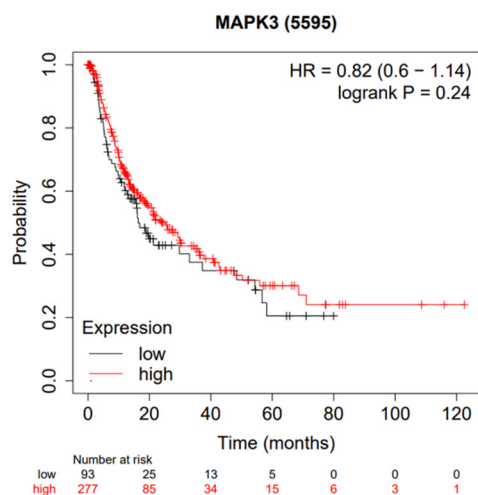 MAPK3 (5595)
HR = 0.82 (0.6 − 1.14)
logrank P = 0.24
Probability
1.0
0.8
0.6
0.4
0.2
0.0
Expression
low
high
0 20 40 60 80 100 120
Time (months)
Number at risk
low 93 25 13 5 0 0 0
high 277 85 34 15 6 3 1